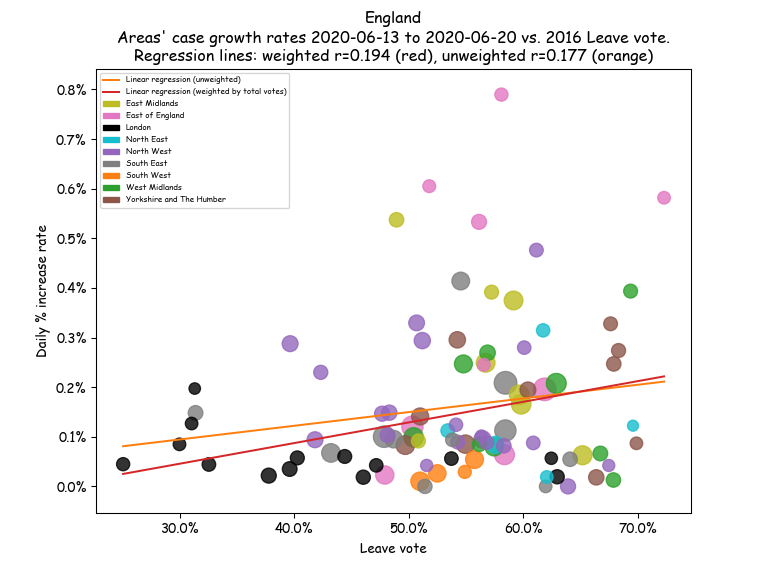 England
Areas' case growth rates 2020-06-13 to 2020-06-20 vs. 2016 Leave vote.
Regression lines: weighted r=0.194 (red), unweighted r=0.177 (orange)
Linear regression (unweighted)
Linear regression (weighted by total votes)
East Midlands
East of England
London
North East
North West
South East
South West
West Midlands
Yorkshire and The Humber
Daily % increase rate
0.8%
0.7%
0.6%
0.5%
0.4%
0.3%
0.2%
0.1%
0.0%
30.0% 40.0% 50.0% 60.0% 70.0%
Leave vote